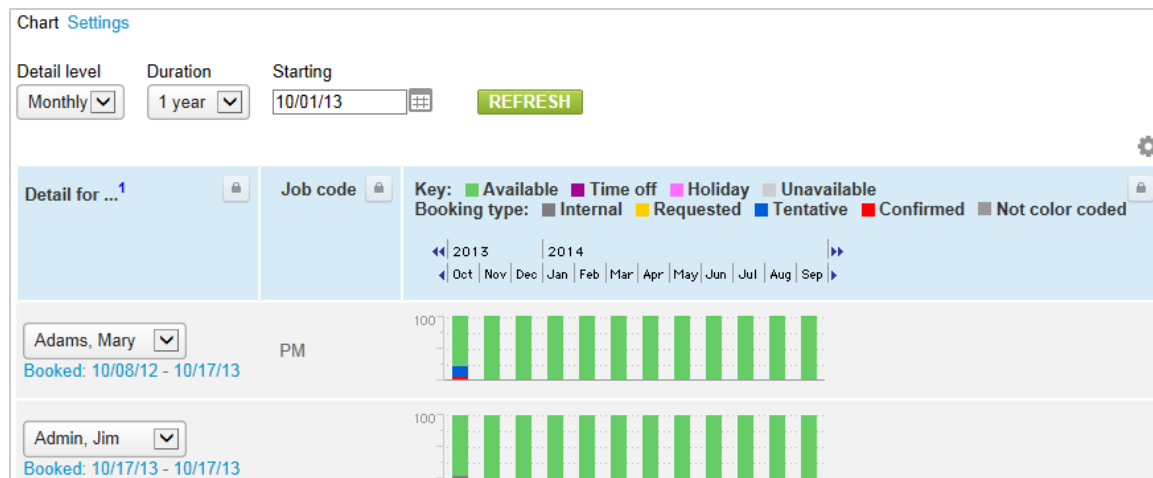 Chart Settings
Detail level Duration Starting
Monthly 1 year 10/01/13 REFRESH
Detail for ...1 Job code Key: Available Time off Holiday Unavailable
Booking type: Internal Requested Tentative Confirmed Not color coded
2013 2014
Oct Nov Dec Jan Feb Mar Apr May Jun Jul Aug Sep
Adams, Mary PM 100
Booked: 10/08/12 - 10/17/13
Admin, Jim 100
Booked: 10/17/13 - 10/17/13